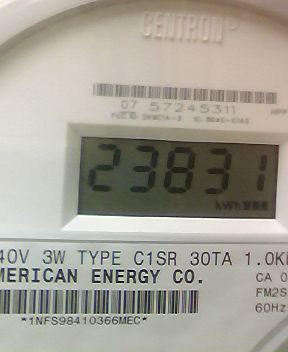 CENTRON®
07 57245311
23831
kWh
40V 3W TYPE C1SR 30TA 1.0K
MERICAN ENERGY CO.
CA 0
FM2S
60Hz
*1NFS98410366MEC*